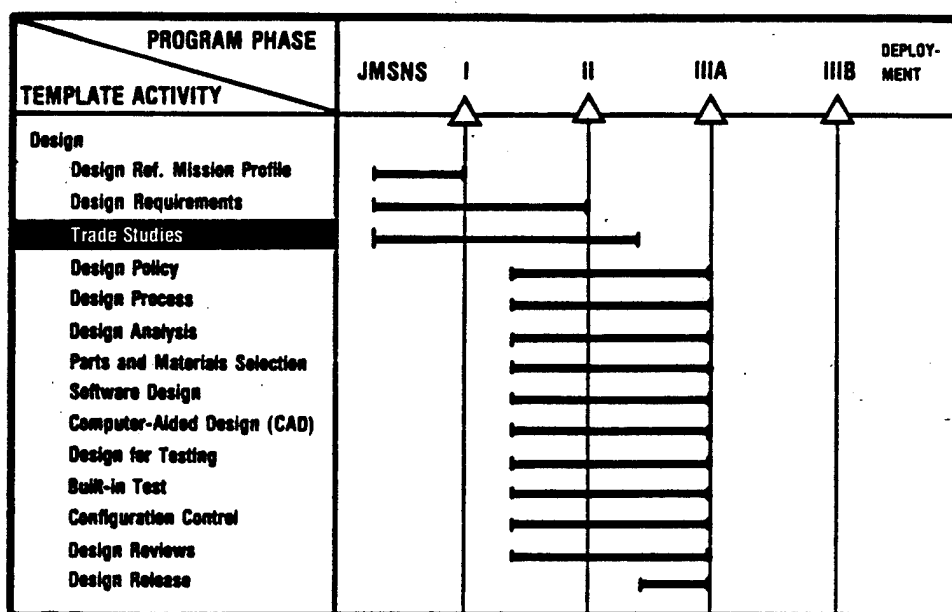 PROGRAM PHASE
TEMPLATE ACTIVITY
JMSNS I II IIIA IIIB DEPLOY-
MENT
Design
Design Ref. Mission Profile
Design Requirements
Trade Studies
Design Policy
Design Process
Design Analysis
Parts and Materials Selection
Software Design
Computer-Aided Design (CAD)
Design for Testing
Built-in Test
Configuration Control
Design Reviews
Design Release